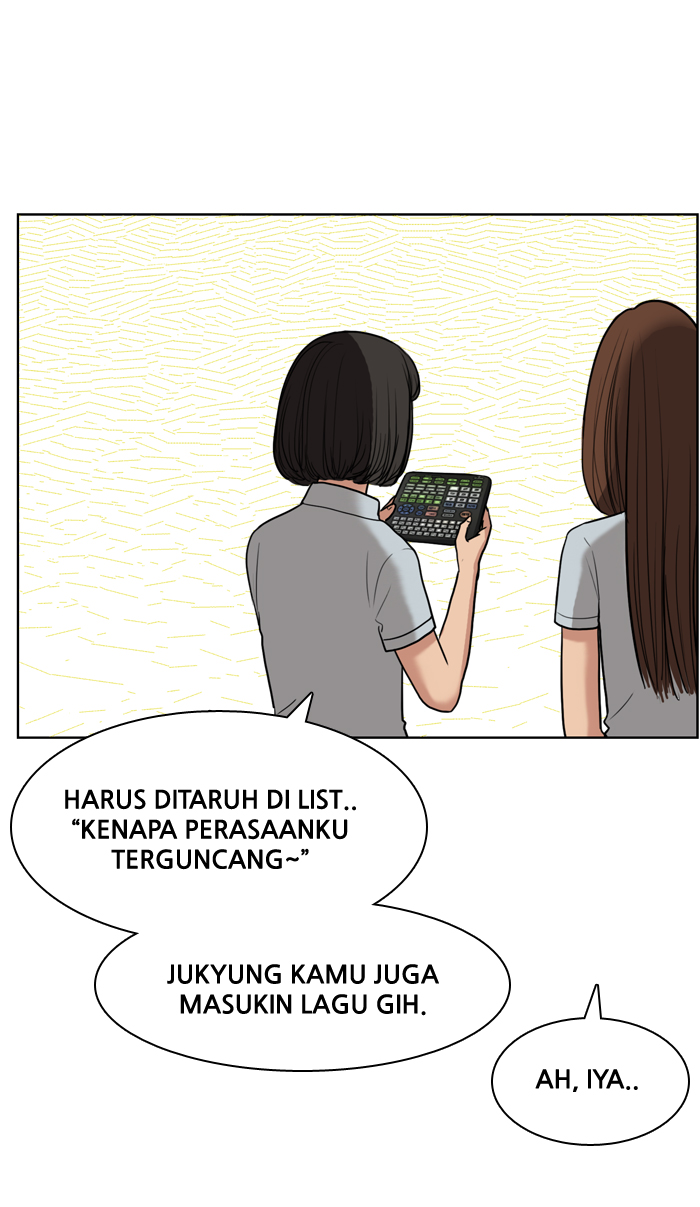 HARUS DITARUH DI LIST..
“KENAPA PERASAANKU
TERGUNCANG~”
JUKYUNG KAMU JUGA
MASUKIN LAGU GIH.
AH, IYA..